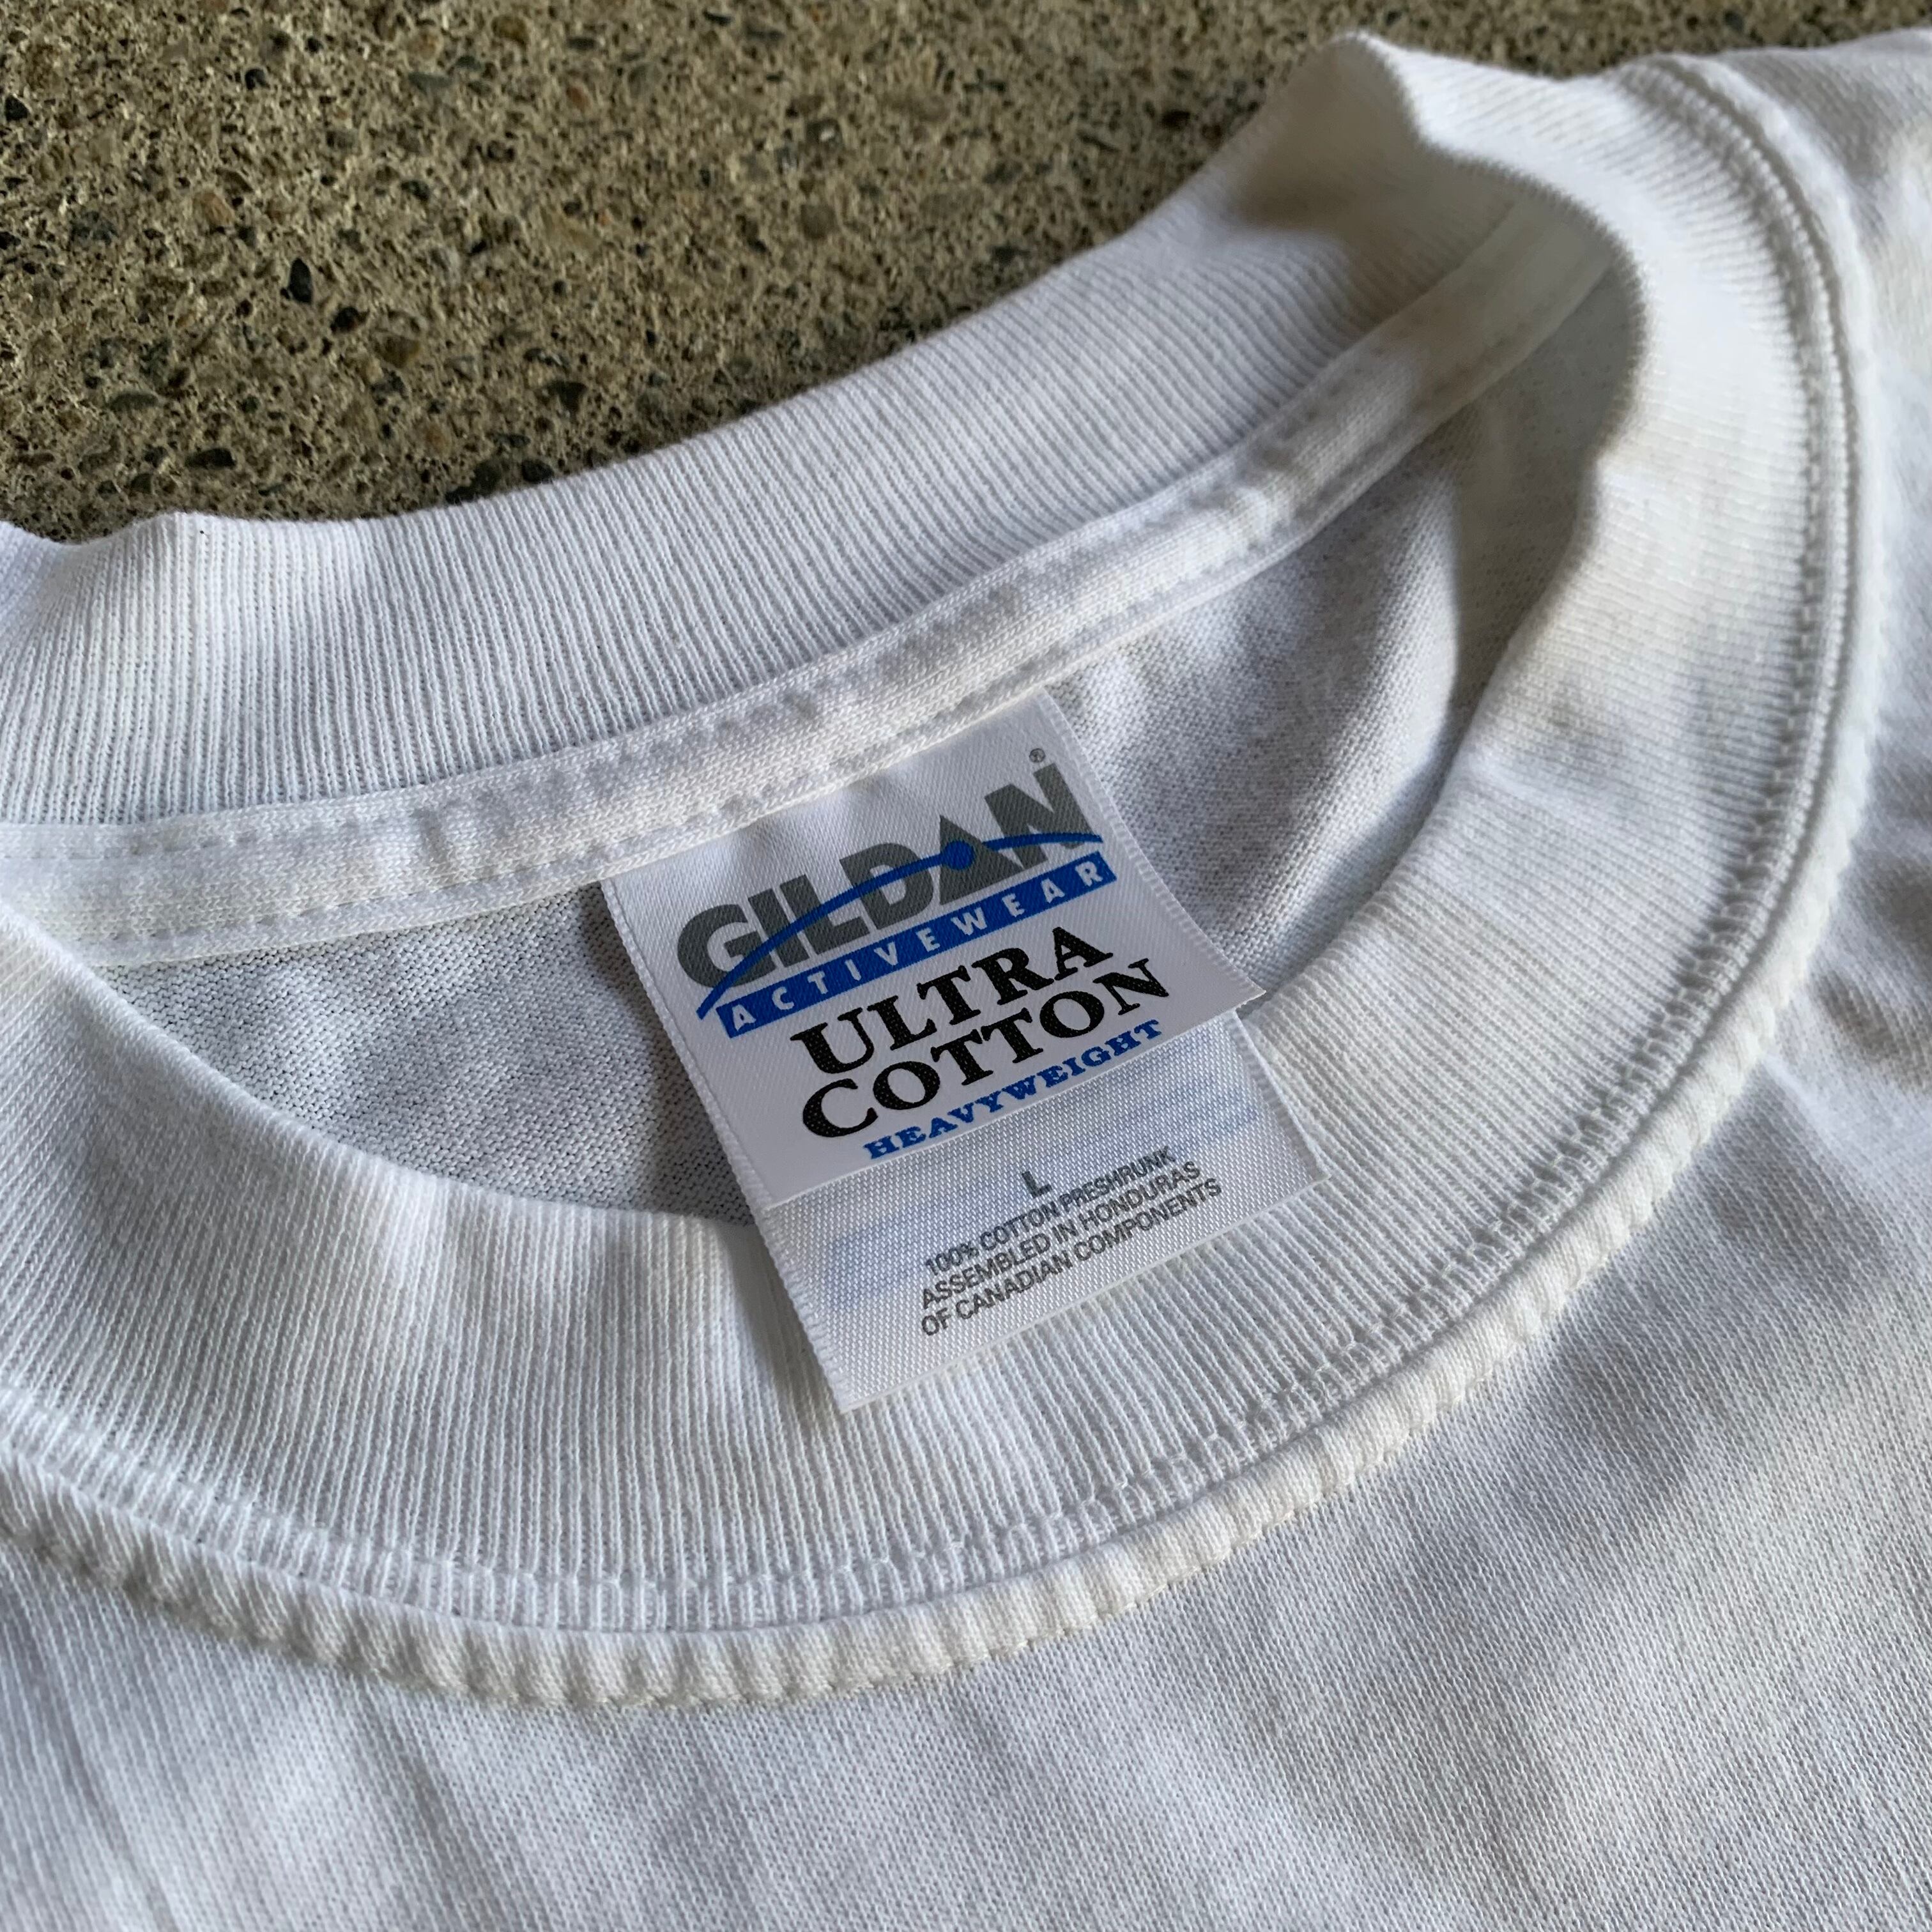 GILDAN®
ACTIVEWEAR
ULTRA
COTTON
HEAVYWEIGHT
L
100% COTTON PRESHRUNK
ASSEMBLED IN HONDURAS
OF CANADIAN COMPONENTS